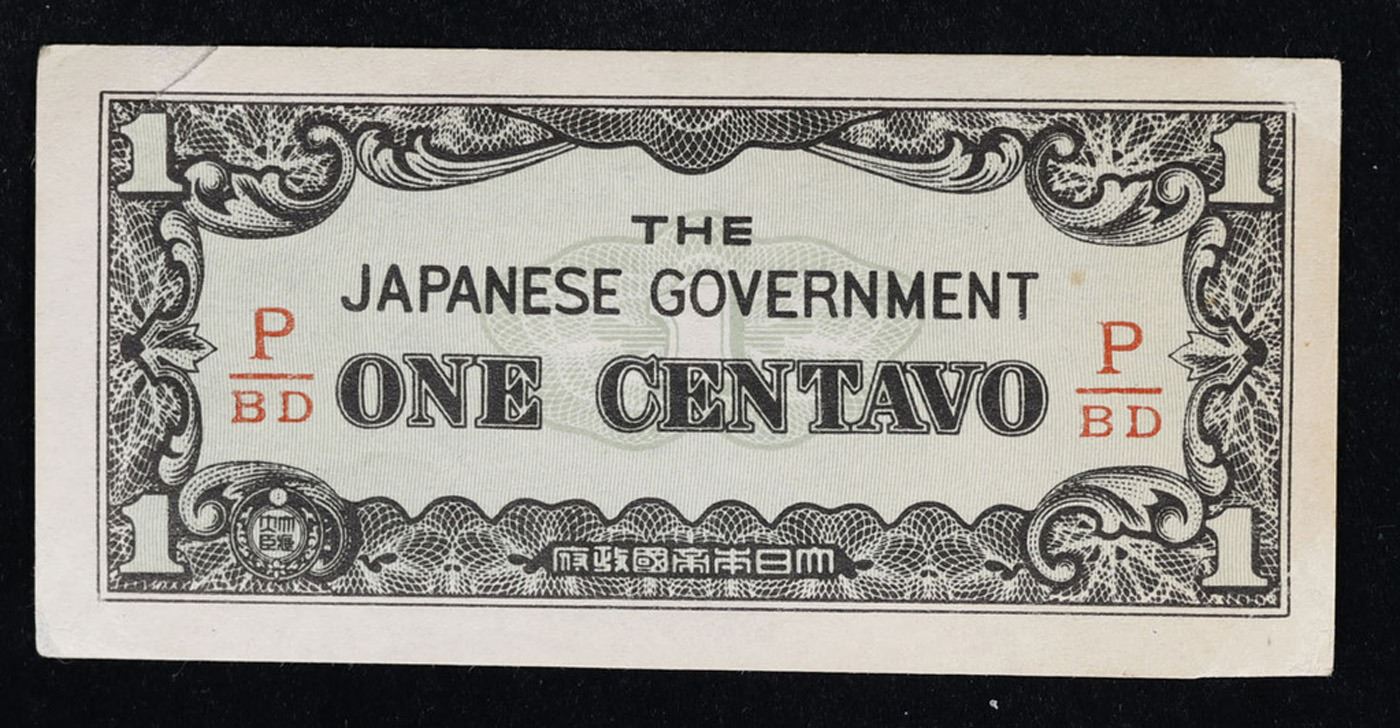 1 1
THE
JAPANESE GOVERNMENT
P
BD
ONE CENTAVO
P
BD
府政國帝本日大
1 1